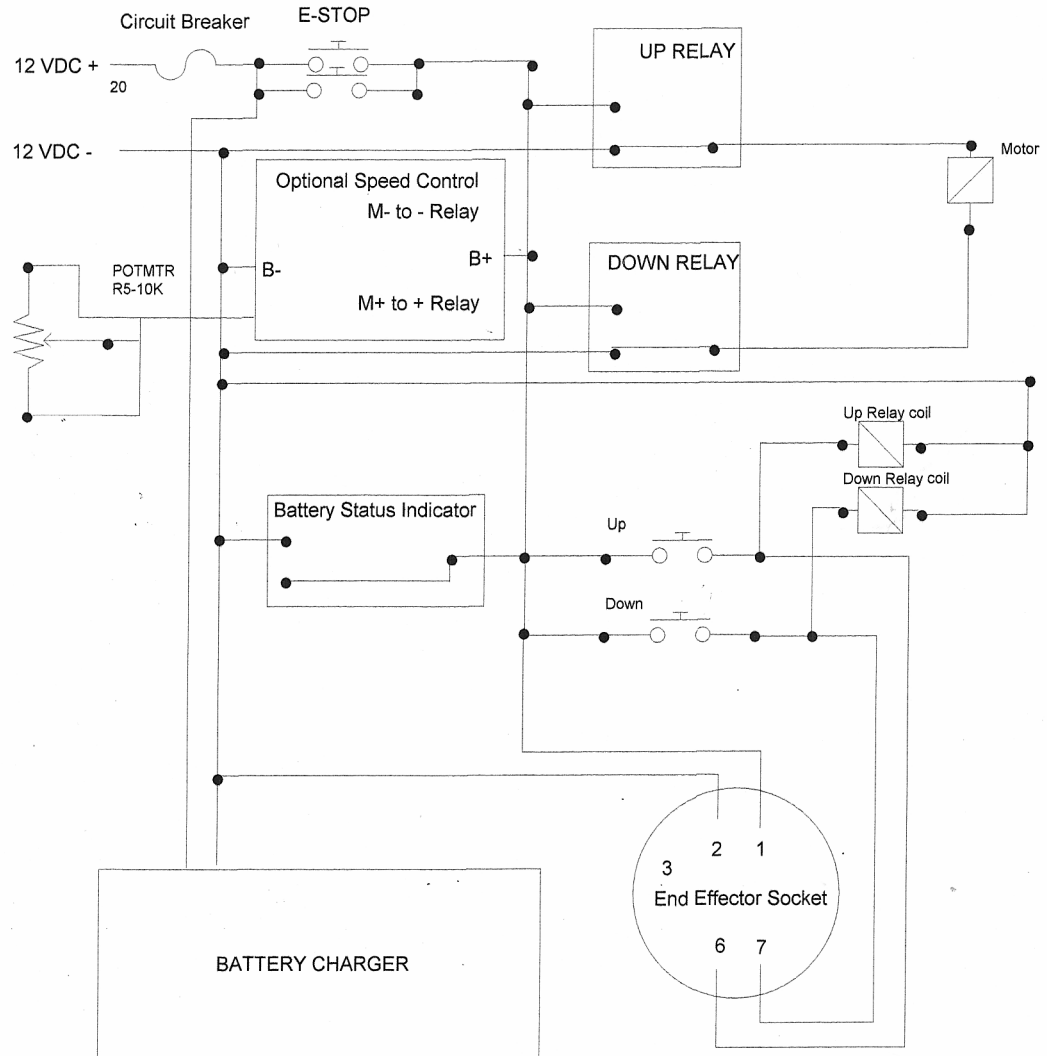 Circuit Breaker
E-STOP
UP RELAY
12 VDC +
20
12 VDC -
Motor
Optional Speed Control
M- to - Relay
B+
B-
M+ to + Relay
POTMTR
R5-10K
DOWN RELAY
Up Relay coil
Down Relay coil
Battery Status Indicator
Up
Down
2
1
3
End Effector Socket
6
7
BATTERY CHARGER